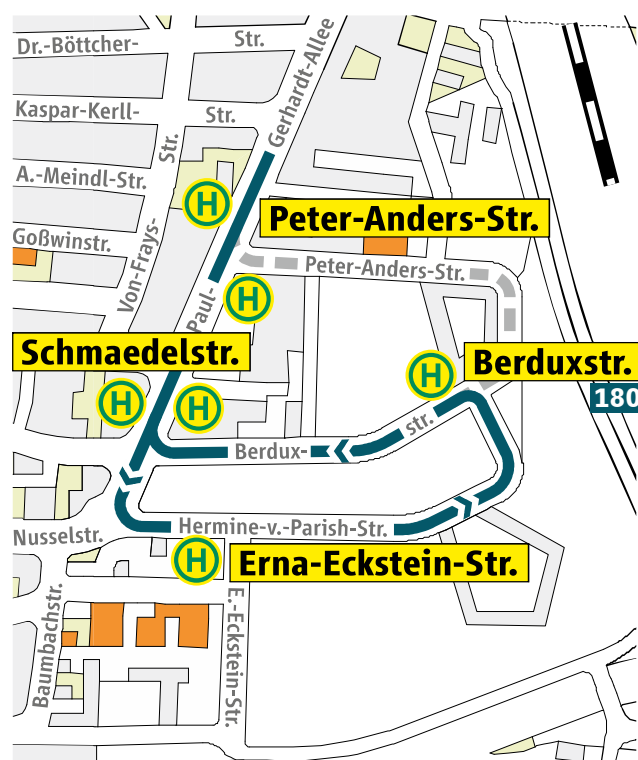 Dr.-Böttcher-
Str.
Gerhardt-Allee
Kaspar-Kerll-
Str.
Str.
A.-Meindl-Str.
H
Peter-Anders-Str.
Goßwinstr.
Von-Frays-
Peter-Anders-Str.
H
Paul-
Schmaedelstr.
Berduxstr.
H
180
H
H
str.
Berdux-
Hermine-v.-Parish-Str.
Nusselstr.
H
Erna-Eckstein-Str.
Baumbachstr.
E.-Eckstein-Str.